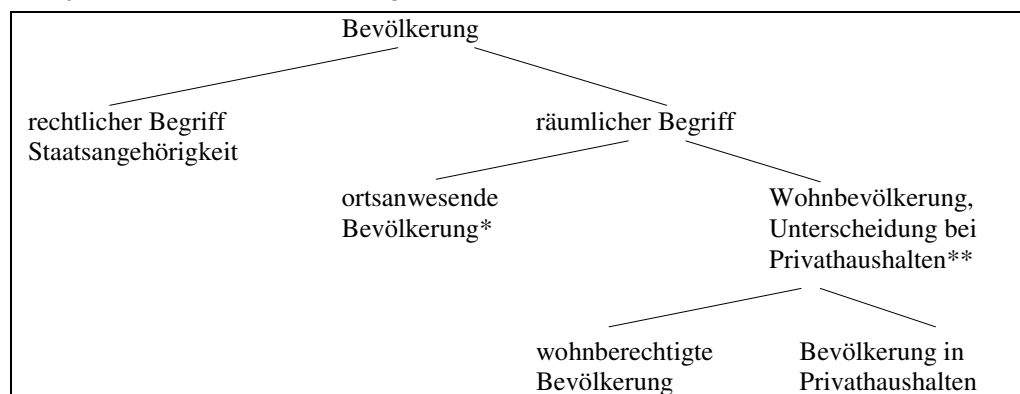 Bevölkerung
rechtlicher Begriff
Staatsangehörigkeit
räumlicher Begriff
ortsanwesende
Bevölkerung*
Wohnbevölkerung,
Unterscheidung bei
Privathaushalten**
wohnberechtigte
Bevölkerung
Bevölkerung in
Privathaushalten